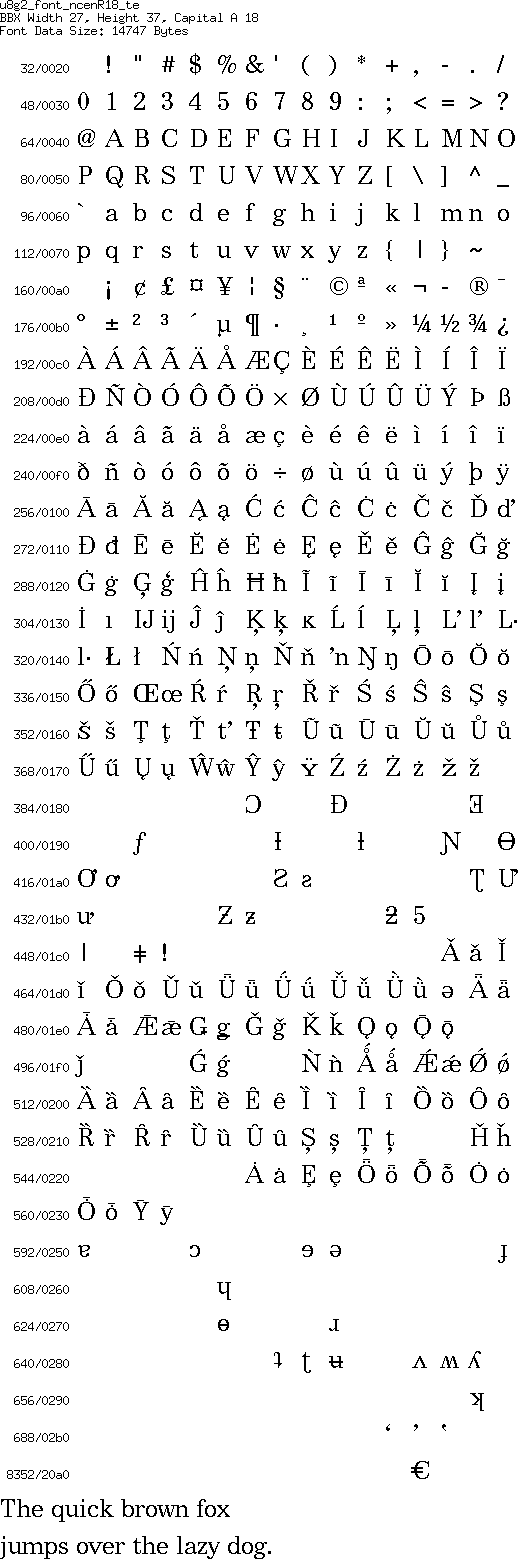 u8g2_font_ncenR18_te
BBX Width 27, Height 37, Capital A 18
Font Data Size: 14747 Bytes
32/0020 ! " # $ % & ' ( ) * + , - . /
48/0030 0 1 2 3 4 5 6 7 8 9 : ; < = > ?
64/0040 @ A B C D E F G H I J K L M N O
80/0050 P Q R S T U V W X Y Z [ \ ] ^ _
96/0060 ` a b c d e f g h i j k l m n o
112/0070 p q r s t u v w x y z { | } ~
160/00a0 ¡ ¢ £ ¤ ¥ ¦ § ¨ © ª « ¬ - ® ¯
176/00b0 ° ± ² ³ ´ µ ¶ · ¸ ¹ º » ¼ ½ ¾ ¿
192/00c0 À Á Â Ã Ä Å Æ Ç È É Ê Ë Ì Í Î Ï
208/00d0 Ð Ñ Ò Ó Ô Õ Ö × Ø Ù Ú Û Ü Ý Þ ß
224/00e0 à á â ã ä å æ ç è é ê ë ì í î ï
240/00f0 ð ñ ò ó ô õ ö ÷ ø ù ú û ü ý þ ÿ
256/0100 Ā ā Ă ă Ą ą Ć ć Ĉ ĉ Ċ ċ Č č Ď ď
272/0110 Đ đ Ē ē Ĕ ĕ Ė ė Ę ę Ě ě Ĝ ĝ Ğ ğ
288/0120 Ġ ġ Ģ ģ Ĥ ĥ Ħ ħ Ĩ ĩ Ī ī Ĭ ĭ Į į
304/0130 İ ı Ĳ ĳ Ĵ ĵ Ķ ķ ĸ Ĺ ĺ Ļ ļ Ľ ľ Ŀ
320/0140 ŀ Ł ł Ń ń Ņ ņ Ň ň ŉ Ŋ ŋ Ō ō Ŏ ŏ
336/0150 Ő ő Œ œ Ŕ ŕ Ŗ ŗ Ř ř Ś ś Ŝ ŝ Ş ş
352/0160 š š Ţ ţ Ť ť Ŧ ŧ Ũ ũ Ū ū Ŭ ŭ Ů ů
368/0170 Ű ű Ų ų Ŵ ŵ Ŷ ŷ Ÿ Ź ź Ż ż ž ž
384/0180 Ɔ Ɖ Ǝ
400/0190 ƒ Ɨ ƚ Ɲ Ɵ
416/01a0 Ơ ơ Ƨ ƨ Ʈ Ư
432/01b0 ư Ƶ ƶ ƻ Ƽ
448/01c0 ǀ ǂ ǃ Ǎ ǎ Ǐ
464/01d0 ǐ Ǒ ǒ Ǔ ǔ Ǖ ǖ Ǘ ǘ Ǚ ǚ Ǜ ǜ ǝ Ǟ ǟ
480/01e0 Ǡ ǡ Ǣ ǣ Ǥ ǥ Ǧ ǧ Ǩ ǩ Ǫ ǫ Ǭ ǭ
496/01f0 ǰ Ǵ ǵ Ǹ ǹ Ǻ ǻ Ǽ ǽ Ǿ ǿ
512/0200 Ȁ ȁ Ȃ ȃ Ȅ ȅ Ȇ ȇ Ȉ ȉ Ȋ ȋ Ȍ ȍ Ȏ ȏ
528/0210 Ȑ ȑ Ȓ ȓ Ȕ ȕ Ȗ ȗ Ș ș Ț ț Ȟ ȟ
544/0220 Ȧ ȧ Ȩ ȩ Ȫ ȫ Ȭ ȭ Ȯ ȯ
560/0230 Ȱ ȱ Ȳ ȳ
592/0250 ɐ ɔ ɘ ə ɟ
608/0260 ɥ
624/0270 ɵ ɹ
640/0280 ʇ ʈ ʉ ʌ ʍ ʎ
656/0290 ʞ
688/02b0 ʻ ʼ ʽ
8352/20a0 €
The quick brown fox
jumps over the lazy dog.